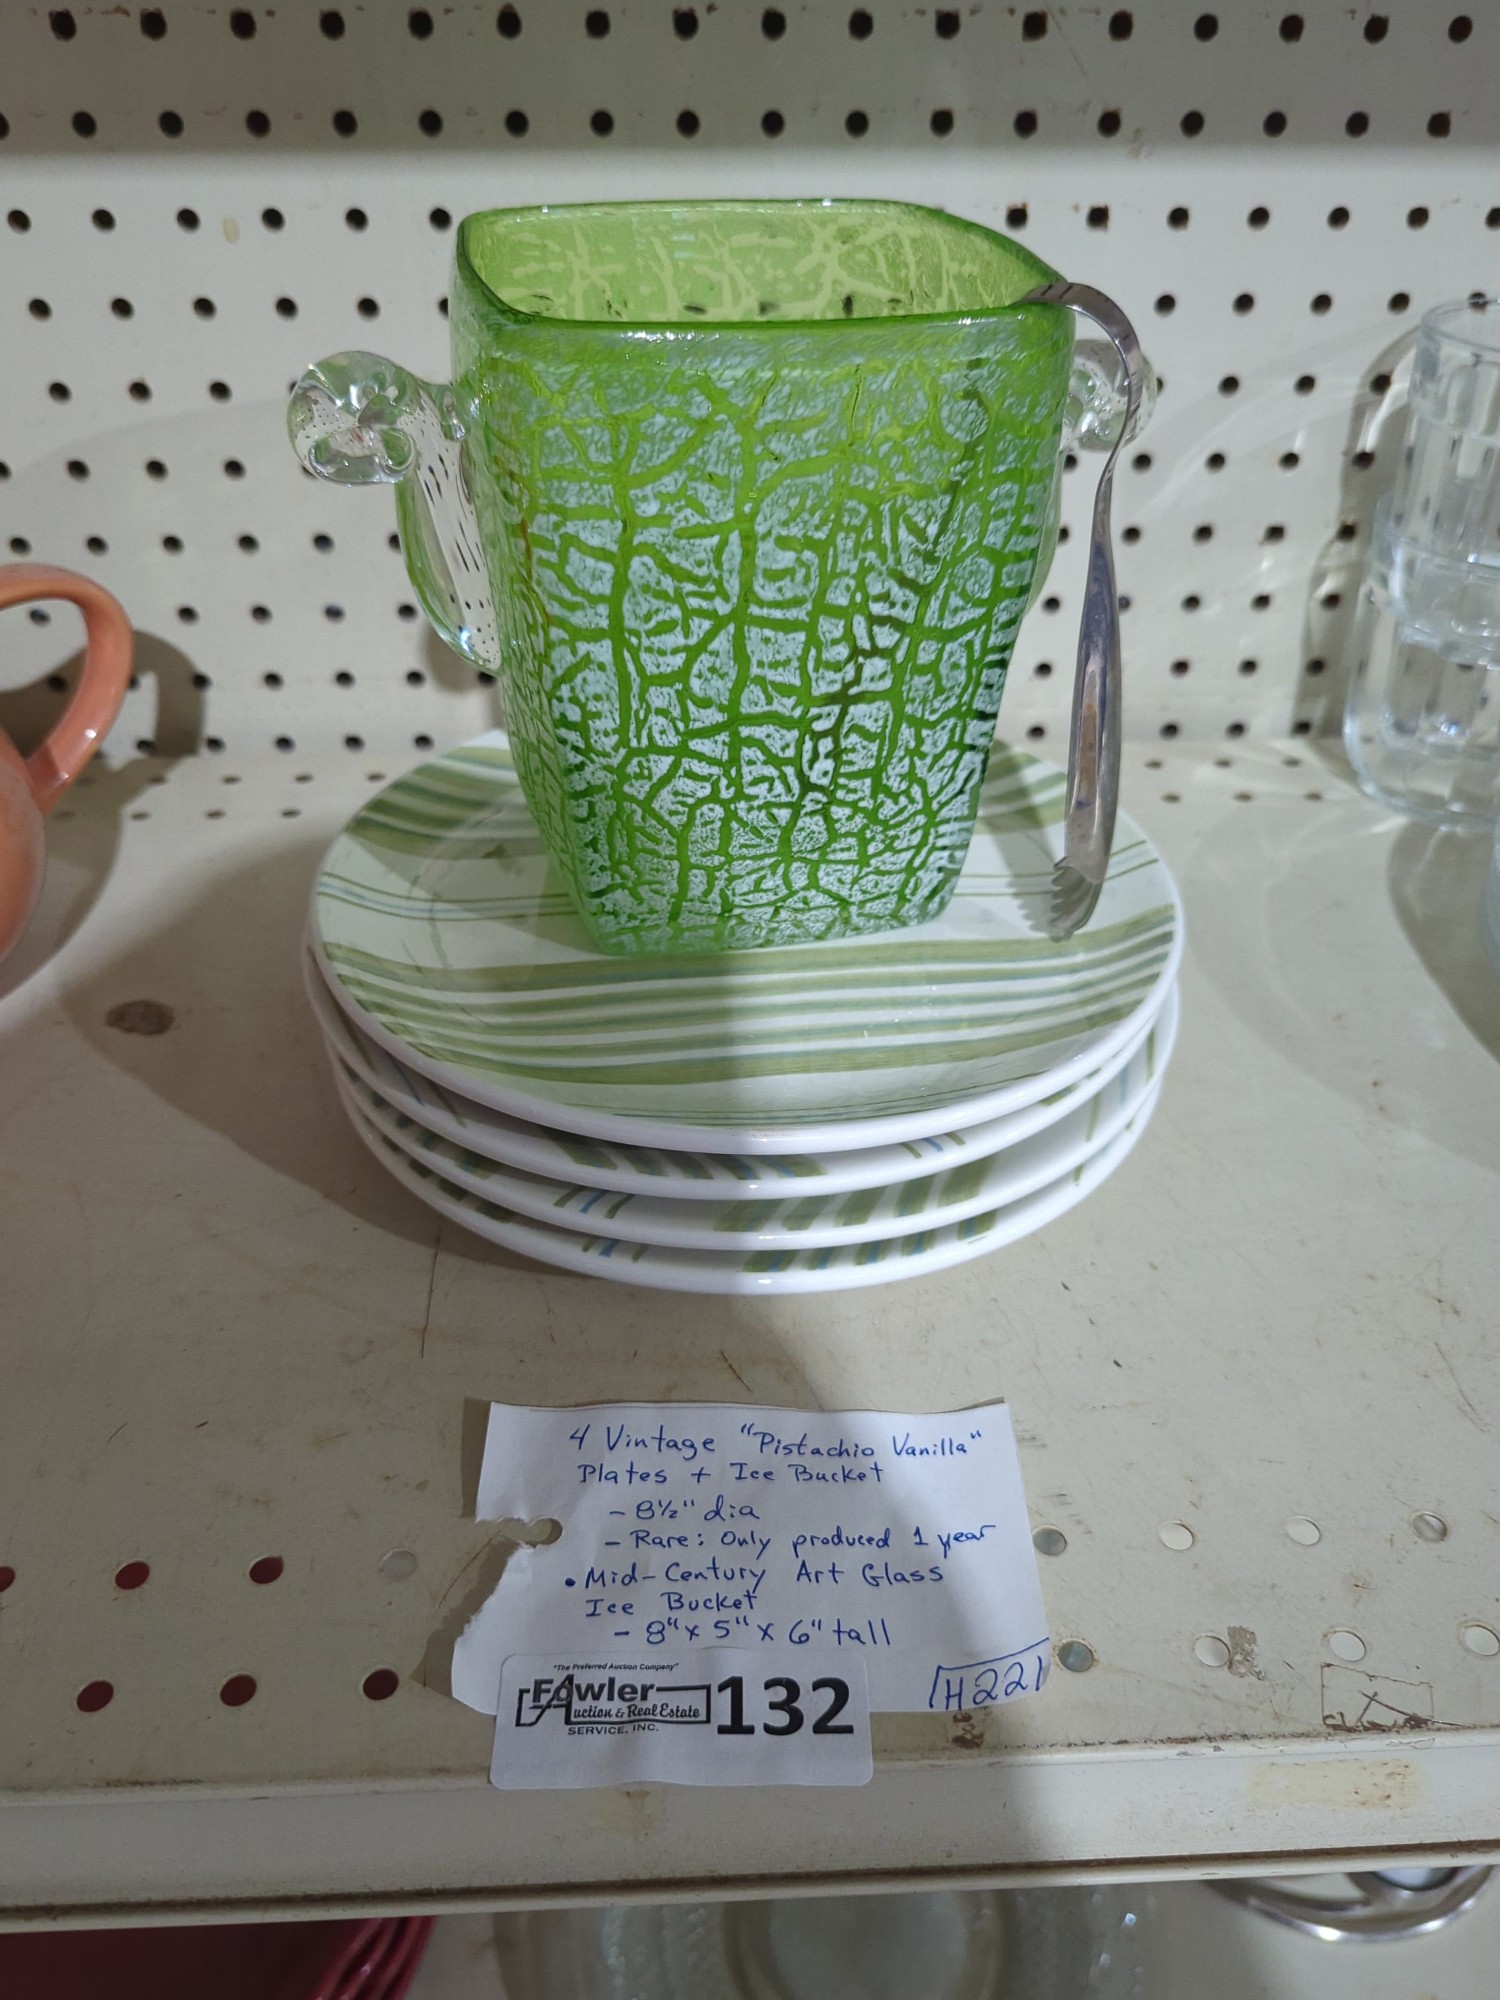 4 Vintage "Pistachio Vanilla"
Plates + Ice Bucket
- 8½" dia
- Rare: Only produced 1 year
• Mid-Century Art Glass
Ice Bucket
- 8" x 5" x 6" tall
H221
"The Preferred Auction Company"
Fowler
Auction & Real Estate
SERVICE, INC.
132